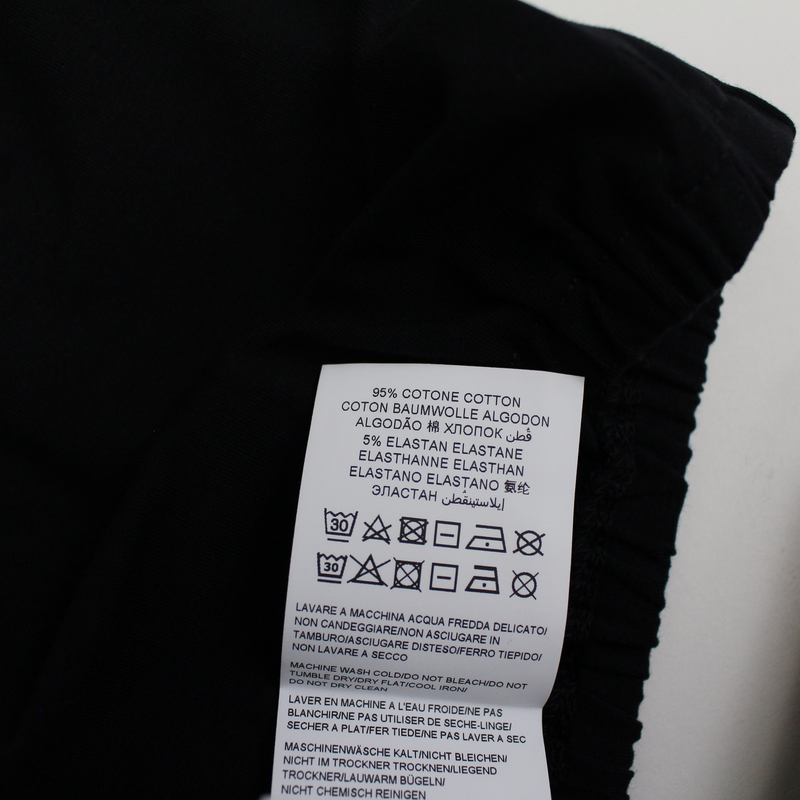 95% COTONE COTTON
COTON BAUMWOLLE ALGODON
ALGODÃO 棉 ХЛОПОК قطن
5% ELASTAN ELASTANE
ELASTHANNE ELASTHAN
ELASTANO ELASTANO 氨纶
ЭЛАСТАН إيلاستينقطن
30
30
LAVARE A MACCHINA ACQUA FREDDA DELICATO/
NON CANDEGGIARE/NON ASCIUGARE IN
TAMBURO/ASCIUGARE DISTESO/FERRO TIEPIDO/
NON LAVARE A SECCO
MACHINE WASH COLD/DO NOT BLEACH/DO NOT
TUMBLE DRY/DRY FLAT/COOL IRON/
DO NOT DRY CLEAN
LAVER EN MACHINE A L'EAU FROIDE/NE PAS
BLANCHIR/NE PAS UTILISER DE SECHE-LINGE/
SECHER A PLAT/FER TIEDE/NE PAS LAVER A SEC
MASCHINENWÄSCHE KALT/NICHT BLEICHEN/
NICHT IM TROCKNER TROCKNEN/LIEGEND
TROCKNER/LAUWARM BÜGELN/
NICHT CHEMISCH REINIGEN